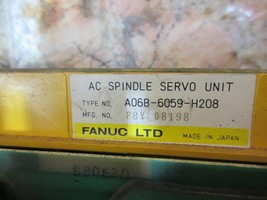 AC SPINDLE SERVO UNIT
TYPE NO. A06B-6059-H208
MFG. NO.
FANUC LTD MADE IN JAPAN